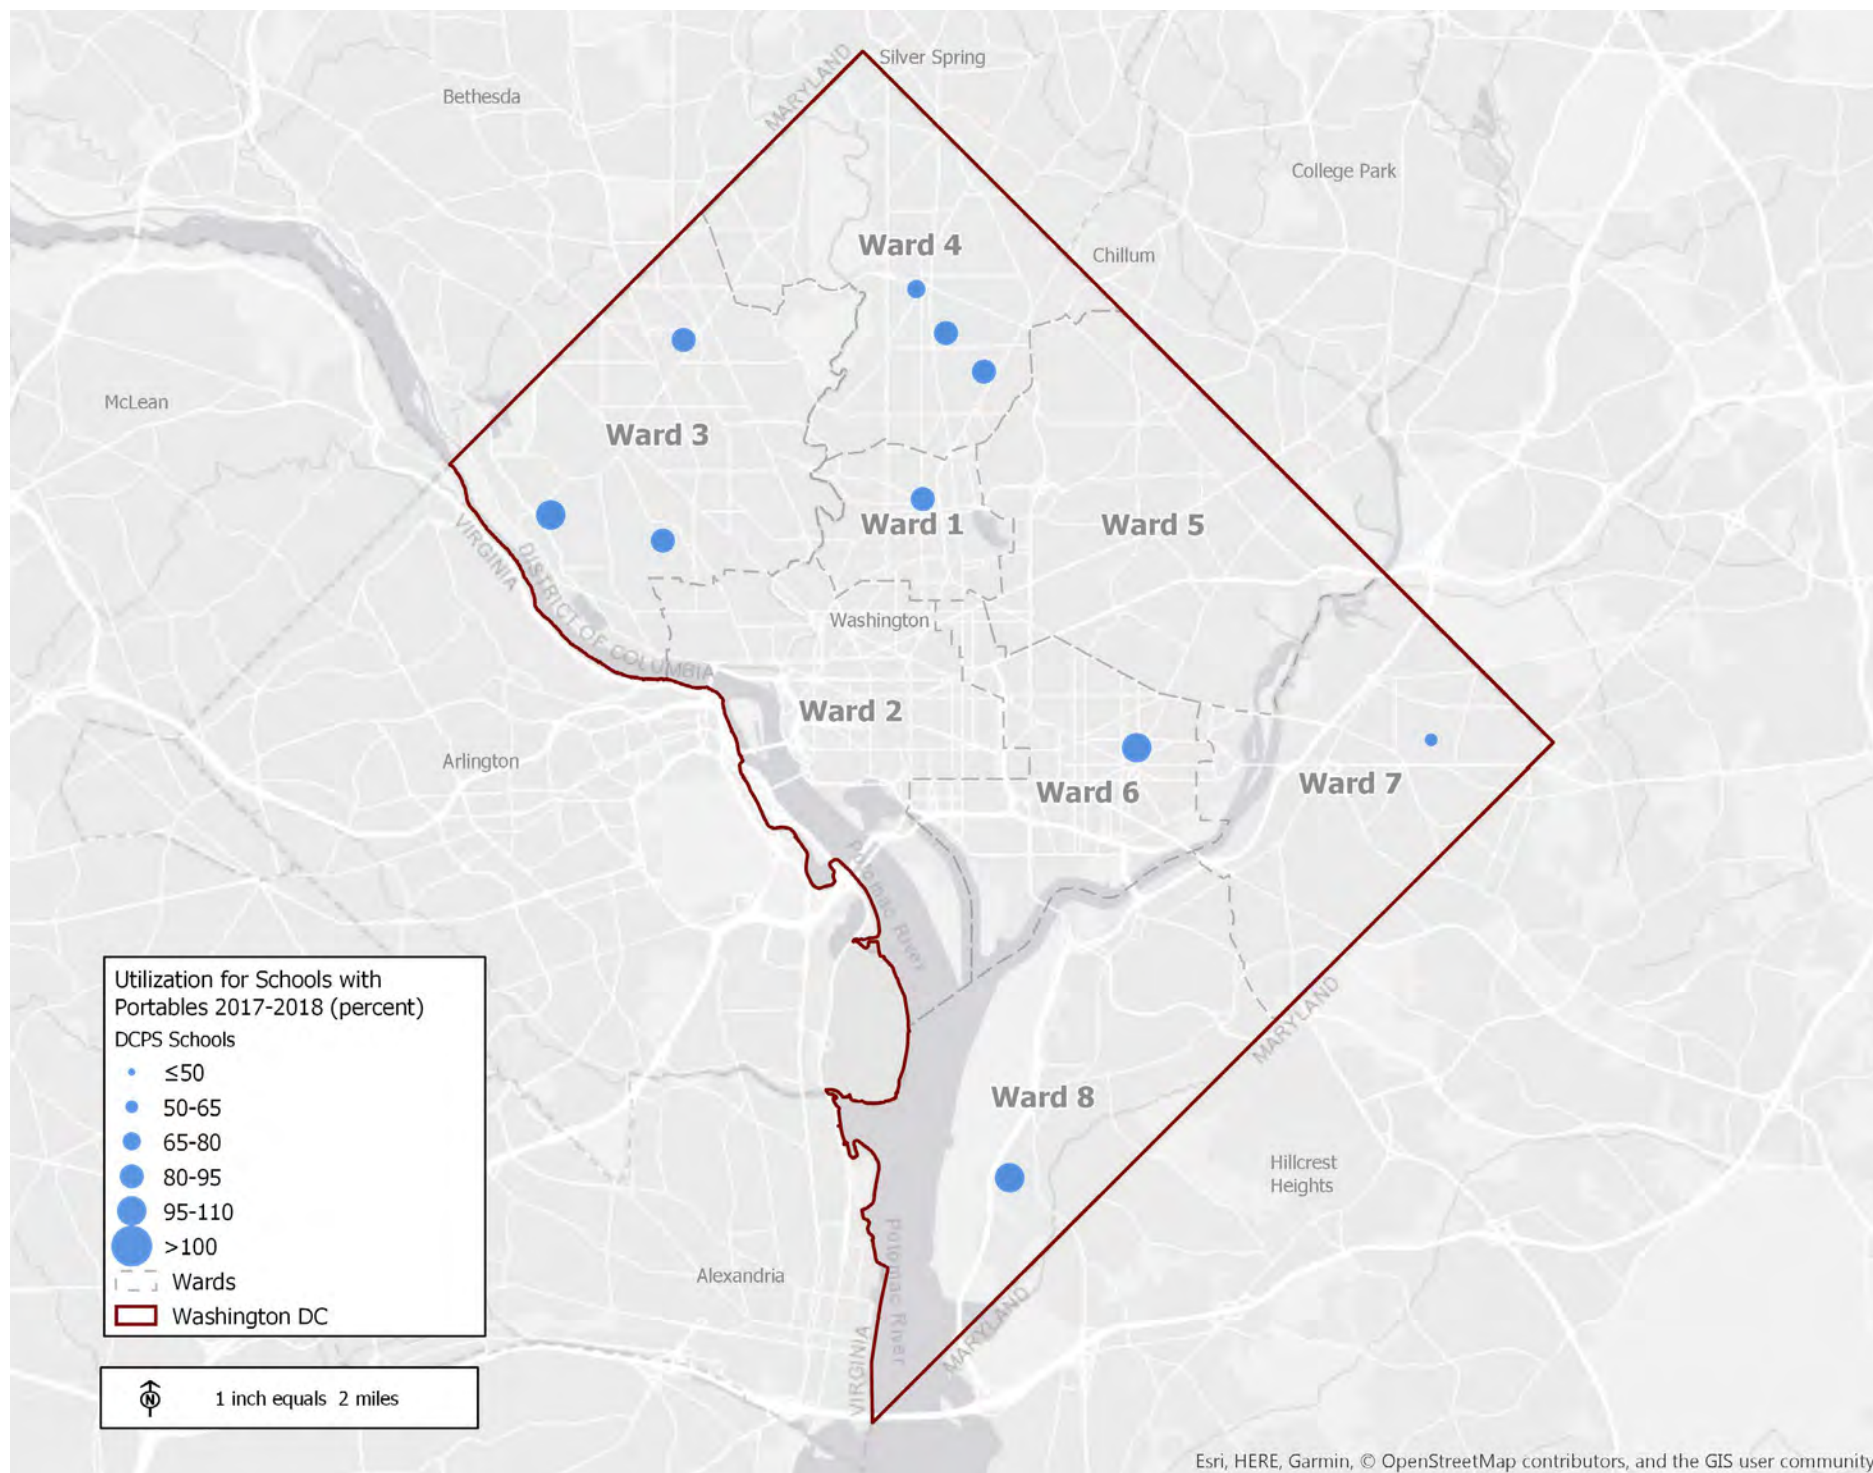 Silver Spring
MARYLAND
Bethesda
College Park
Ward 4
Chillum
McLean
Ward 3
Ward 1
Ward 5
VIRGINIA
DISTRICT OF COLUMBIA
Washington
Ward 2
Arlington
Ward 6
Ward 7
Potomac River
MARYLAND
Ward 8
Hillcrest
Heights
Alexandria
Potomac River
MARYLAND
VIRGINIA
Utilization for Schools with
Portables 2017-2018 (percent)
DCPS Schools
≤50
50-65
65-80
80-95
95-110
>100
Wards
Washington DC
N
1 inch equals 2 miles
Esri, HERE, Garmin, © OpenStreetMap contributors, and the GIS user community